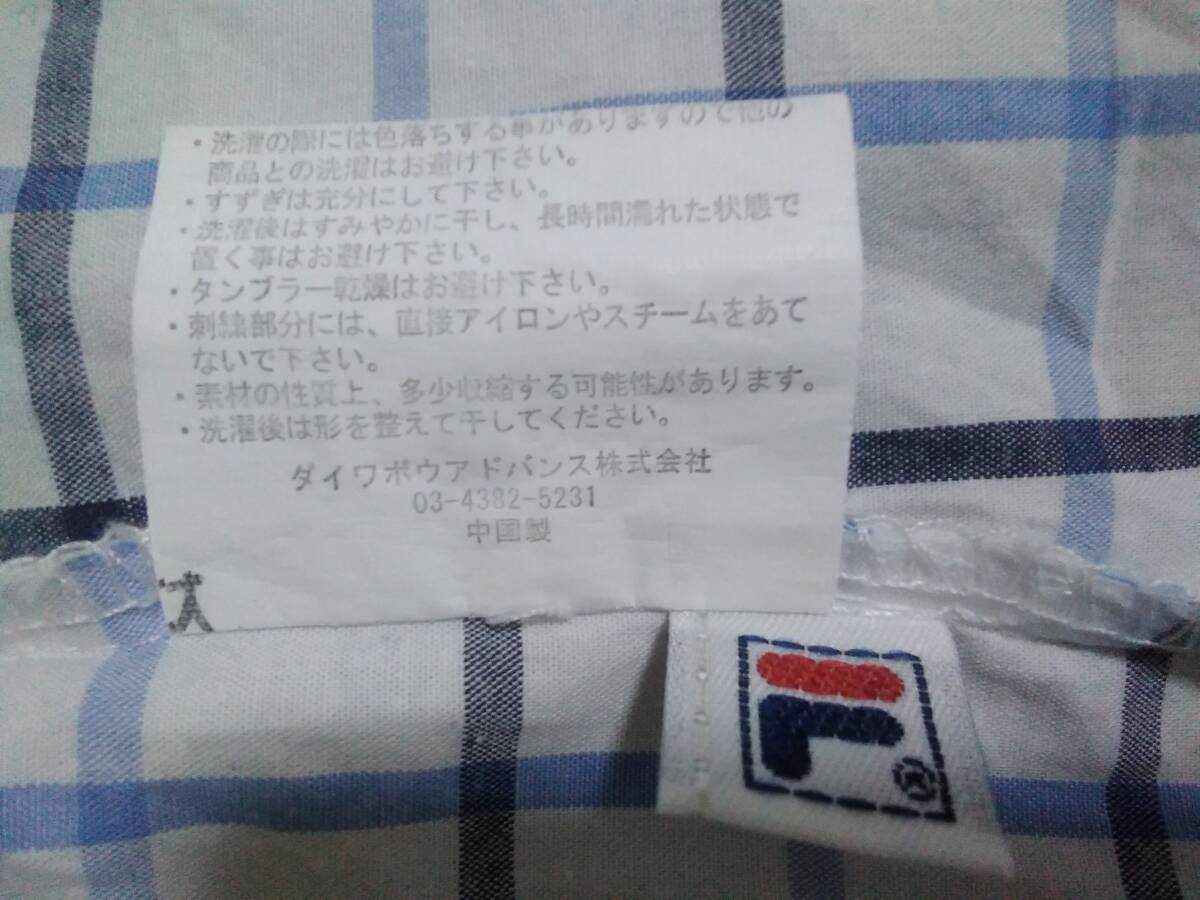 ・洗濯の際には色落ちする事がありますので他の
商品との洗濯はお避け下さい。
・すすぎは充分にして下さい。
・洗濯後はすみやかに干し、長時間濡れた状態で
置く事はお避け下さい。
・タンブラー乾燥はお避け下さい。
・刺繍部分には、直接アイロンやスチームをあて
ないで下さい。
・素材の性質上、多少収縮する可能性があります。
・洗濯後は形を整えて干してください。
ダイワボウアドバンス株式会社
03-4382-5231
中国製
®